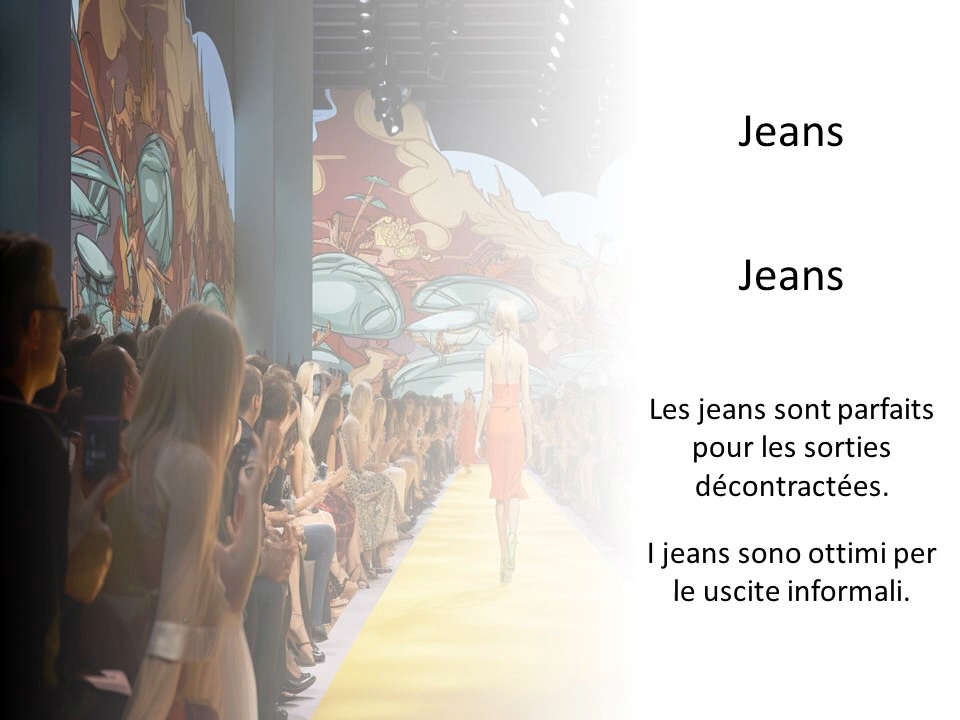 Jeans
Jeans
Les jeans sont parfaits
pour les sorties
décontractées.
I jeans sono ottimi per
le uscite informali.